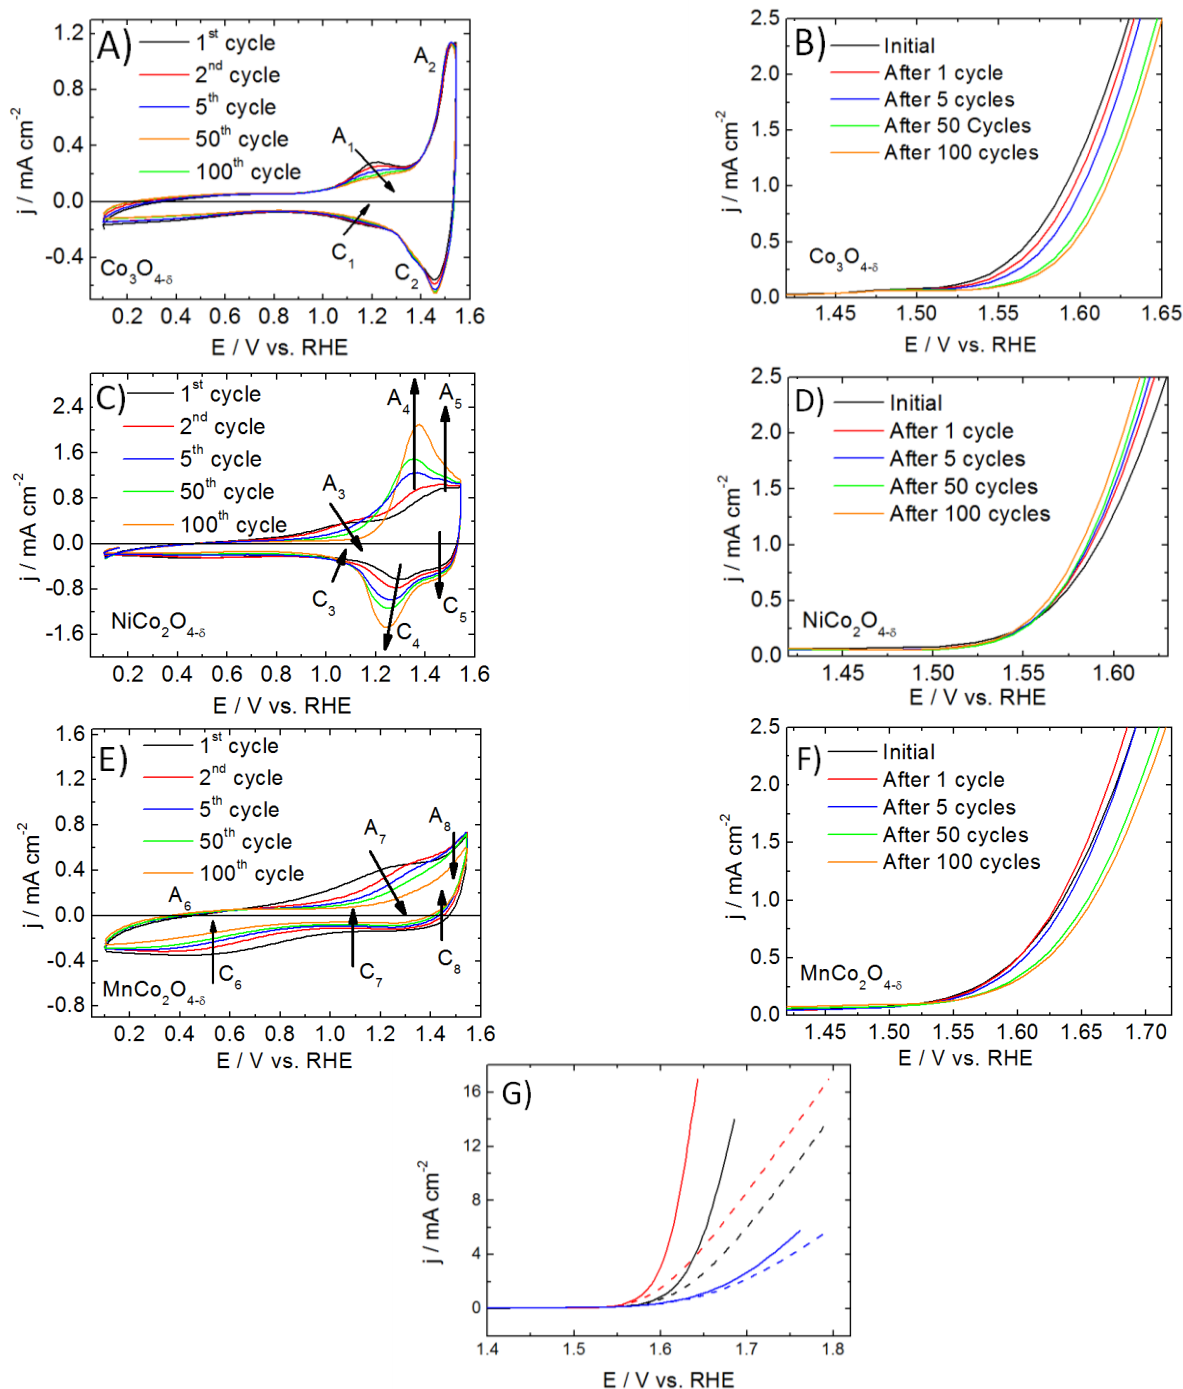 A)
1st cycle
2nd cycle
5th cycle
50th cycle
100th cycle
A1
A2
C1
C2
Co3O4-δ
1.2
0.8
0.4
0.0
-0.4
j / mA cm-2
0.2 0.4 0.6 0.8 1.0 1.2 1.4 1.6
E / V vs. RHE
B)
Initial
After 1 cycle
After 5 cycles
After 50 Cycles
After 100 cycles
Co3O4-δ
2.5
2.0
1.5
1.0
0.5
0.0
j / mA cm-2
1.45 1.50 1.55 1.60 1.65
E / V vs. RHE
C)
1st cycle
2nd cycle
5th cycle
50th cycle
100th cycle
A3
A4
A5
C3
C4
C5
NiCo2O4-δ
2.4
1.6
0.8
0.0
-0.8
-1.6
j / mA cm-2
0.2 0.4 0.6 0.8 1.0 1.2 1.4 1.6
E / V vs. RHE
D)
Initial
After 1 cycle
After 5 cycles
After 50 cycles
After 100 cycles
NiCo2O4-δ
2.5
2.0
1.5
1.0
0.5
0.0
j / mA cm-2
1.45 1.50 1.55 1.60
E / V vs. RHE
E)
1st cycle
2nd cycle
5th cycle
50th cycle
100th cycle
A6
A7
A8
C6
C7
C8
MnCo2O4-δ
1.6
1.2
0.8
0.4
0.0
-0.4
-0.8
j / mA cm-2
0.2 0.4 0.6 0.8 1.0 1.2 1.4 1.6
E / V vs. RHE
F)
Initial
After 1 cycle
After 5 cycles
After 50 cycles
After 100 cycles
MnCo2O4-δ
2.5
2.0
1.5
1.0
0.5
0.0
j / mA cm-2
1.45 1.50 1.55 1.60 1.65 1.70
E / V vs. RHE
G)
16
12
8
4
0
j / mA cm-2
1.4 1.5 1.6 1.7 1.8
E / V vs. RHE